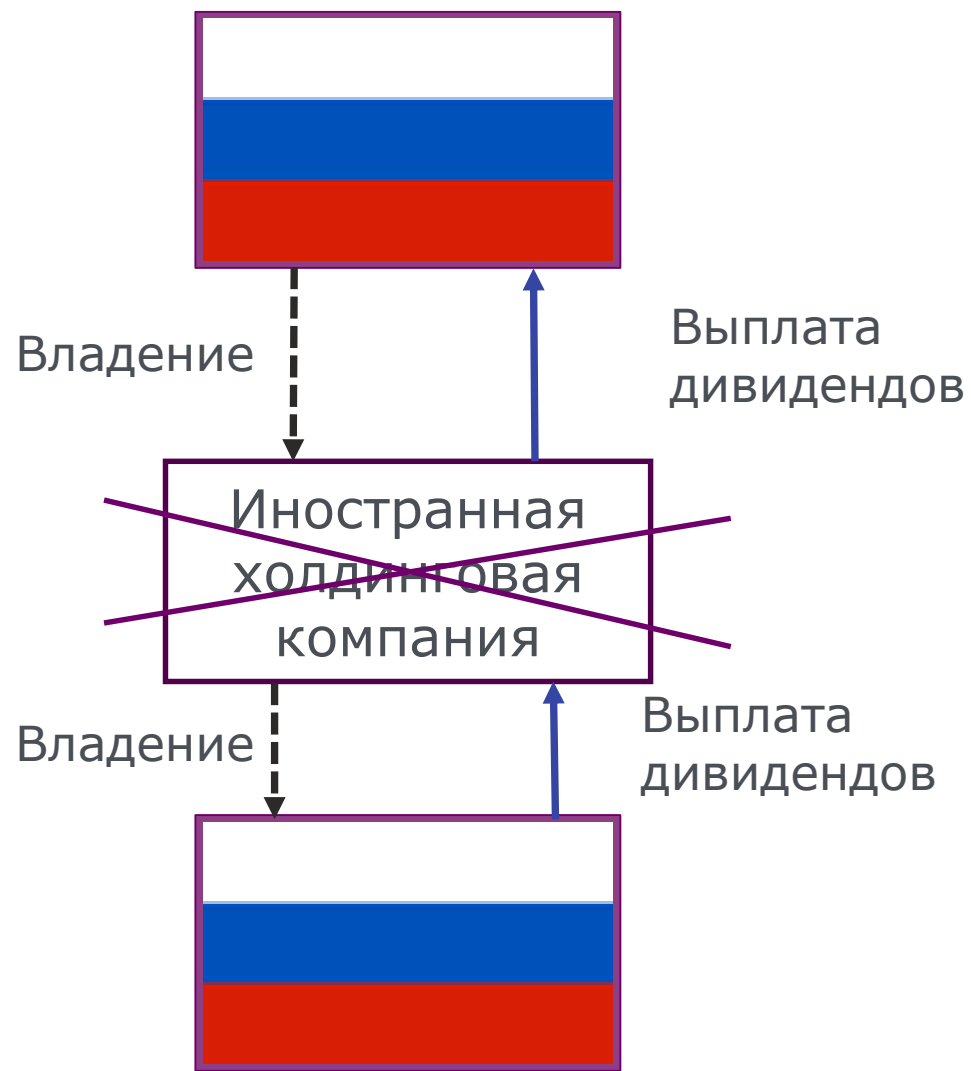 Владение
Выплата
дивидендов
Иностранная
холдинговая
компания
Владение
Выплата
дивидендов